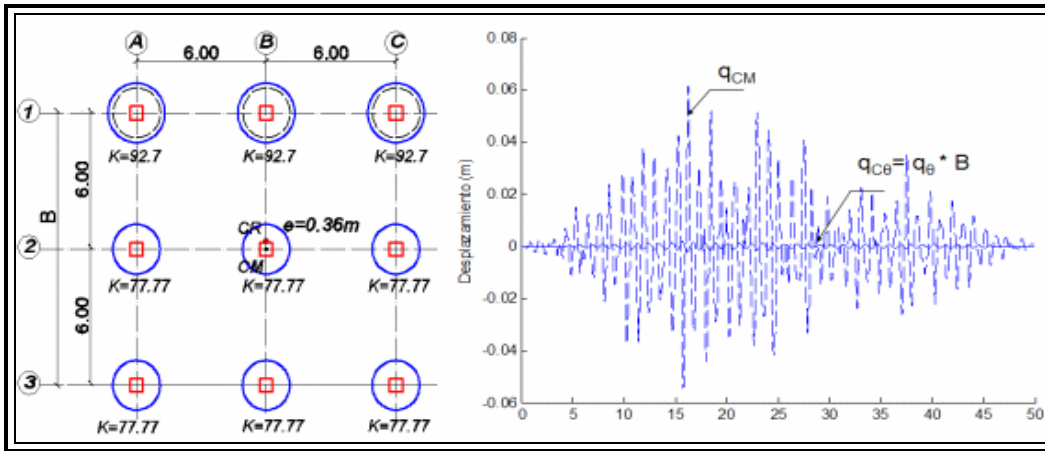 A B C
6.00 6.00
1
K=92.7 K=92.7 K=92.7
6.00
B
2
CR e=0.36m
CM
K=77.77 K=77.77 K=77.77
6.00
3
K=77.77 K=77.77 K=77.77
Desplazamiento (m)
0.08
0.06
0.04
0.02
0
-0.02
-0.04
-0.06
0 5 10 15 20 25 30 35 40 45 50
qCM
qCθ= qθ * B